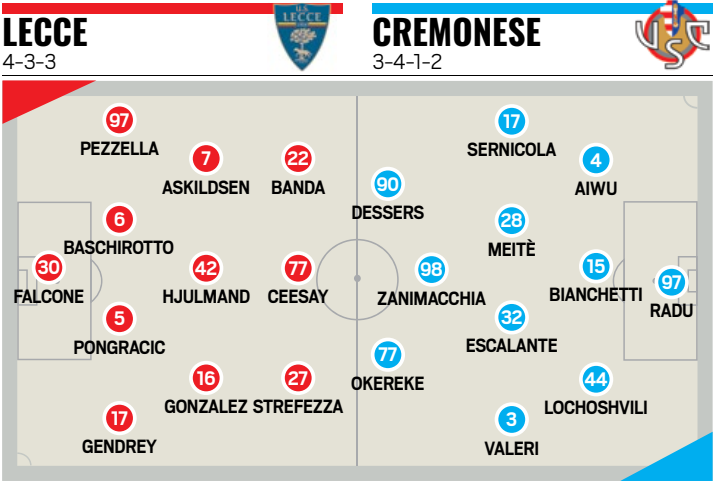 LECCE
4-3-3
U.S.
LECCE
CREMONESE
3-4-1-2
USC
97
PEZZELLA
7
ASKILDSEN
22
BANDA
6
BASCHIROTTO
30
FALCONE
42
HJULMAND
77
CEESAY
5
PONGRACIC
16
GONZALEZ
27
STREFEZZA
17
GENDREY
17
SERNICOLA
4
AIWU
90
DESSERS
28
MEITÈ
98
ZANIMACCHIA
15
BIANCHETTI
97
RADU
32
ESCALANTE
77
OKEREKE
44
LOCHOSHVILI
3
VALERI